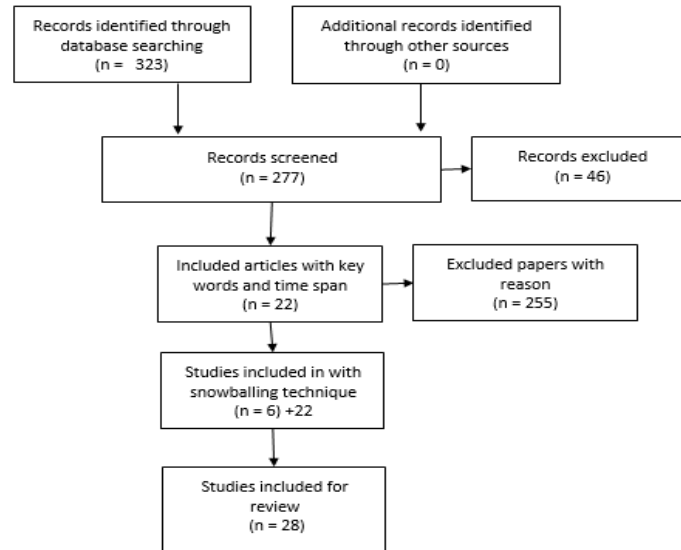 Records identified through
database searching
(n = 323)
Additional records identified
through other sources
(n = 0)
Records screened
(n = 277)
Records excluded
(n = 46)
Included articles with key
words and time span
(n = 22)
Excluded papers with
reason
(n = 255)
Studies included in with
snowballing technique
(n = 6) +22
Studies included for
review
(n = 28)